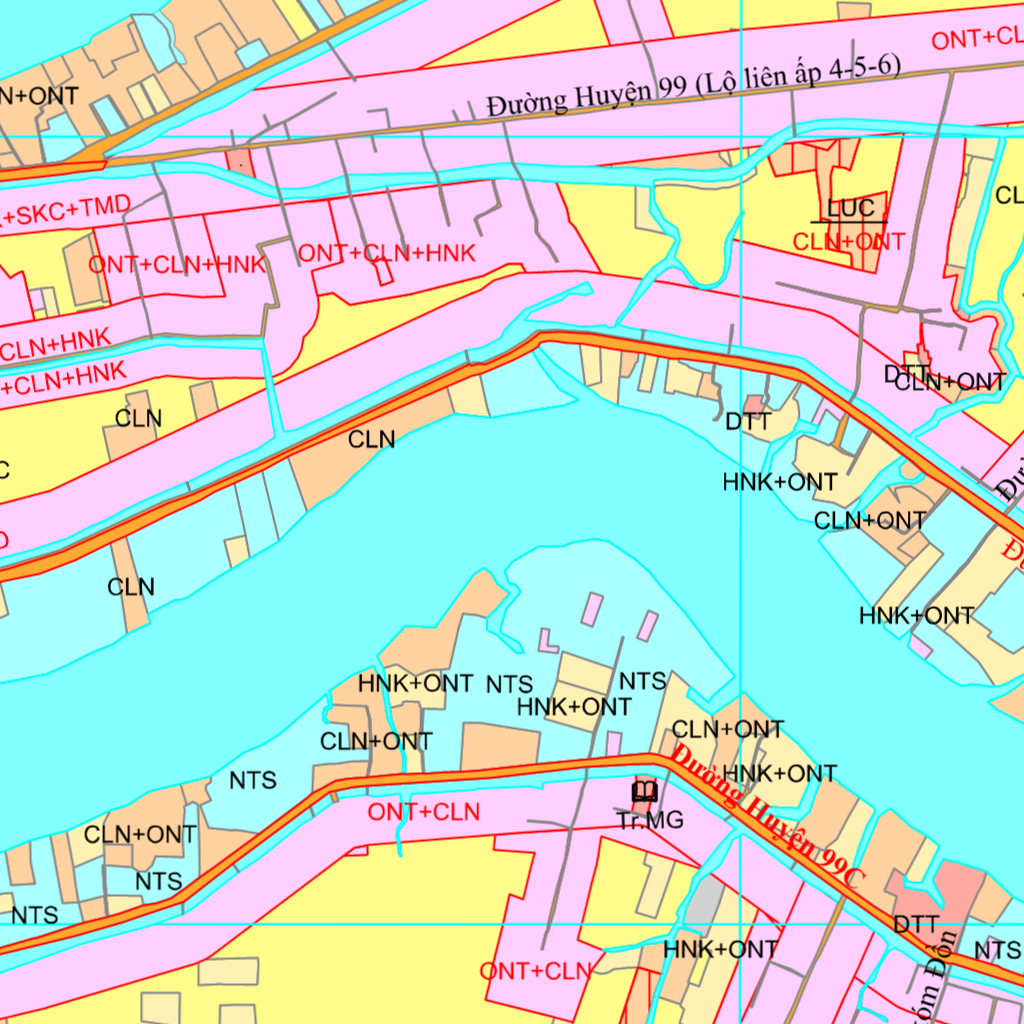 ONT+CL
N+ONT
Đường Huyện 99 (Lộ liên ấp 4-5-6)
CL
+SKC+TMD
LUC
CLN+ONT
ONT+CLN+HNK
ONT+CLN+HNK
CLN+HNK
+CLN+HNK
DTT
CLN+ONT
CLN
DTT
CLN
C
HNK+ONT
Đư
CLN+ONT
D
CLN
HNK+ONT
HNK+ONT
NTS
NTS
HNK+ONT
CLN+ONT
CLN+ONT
Đường Huyện 99C
HNK+ONT
NTS
ONT+CLN
Tr.MG
CLN+ONT
NTS
NTS
DTT
HNK+ONT
NTS
ONT+CLN
óm Đồn